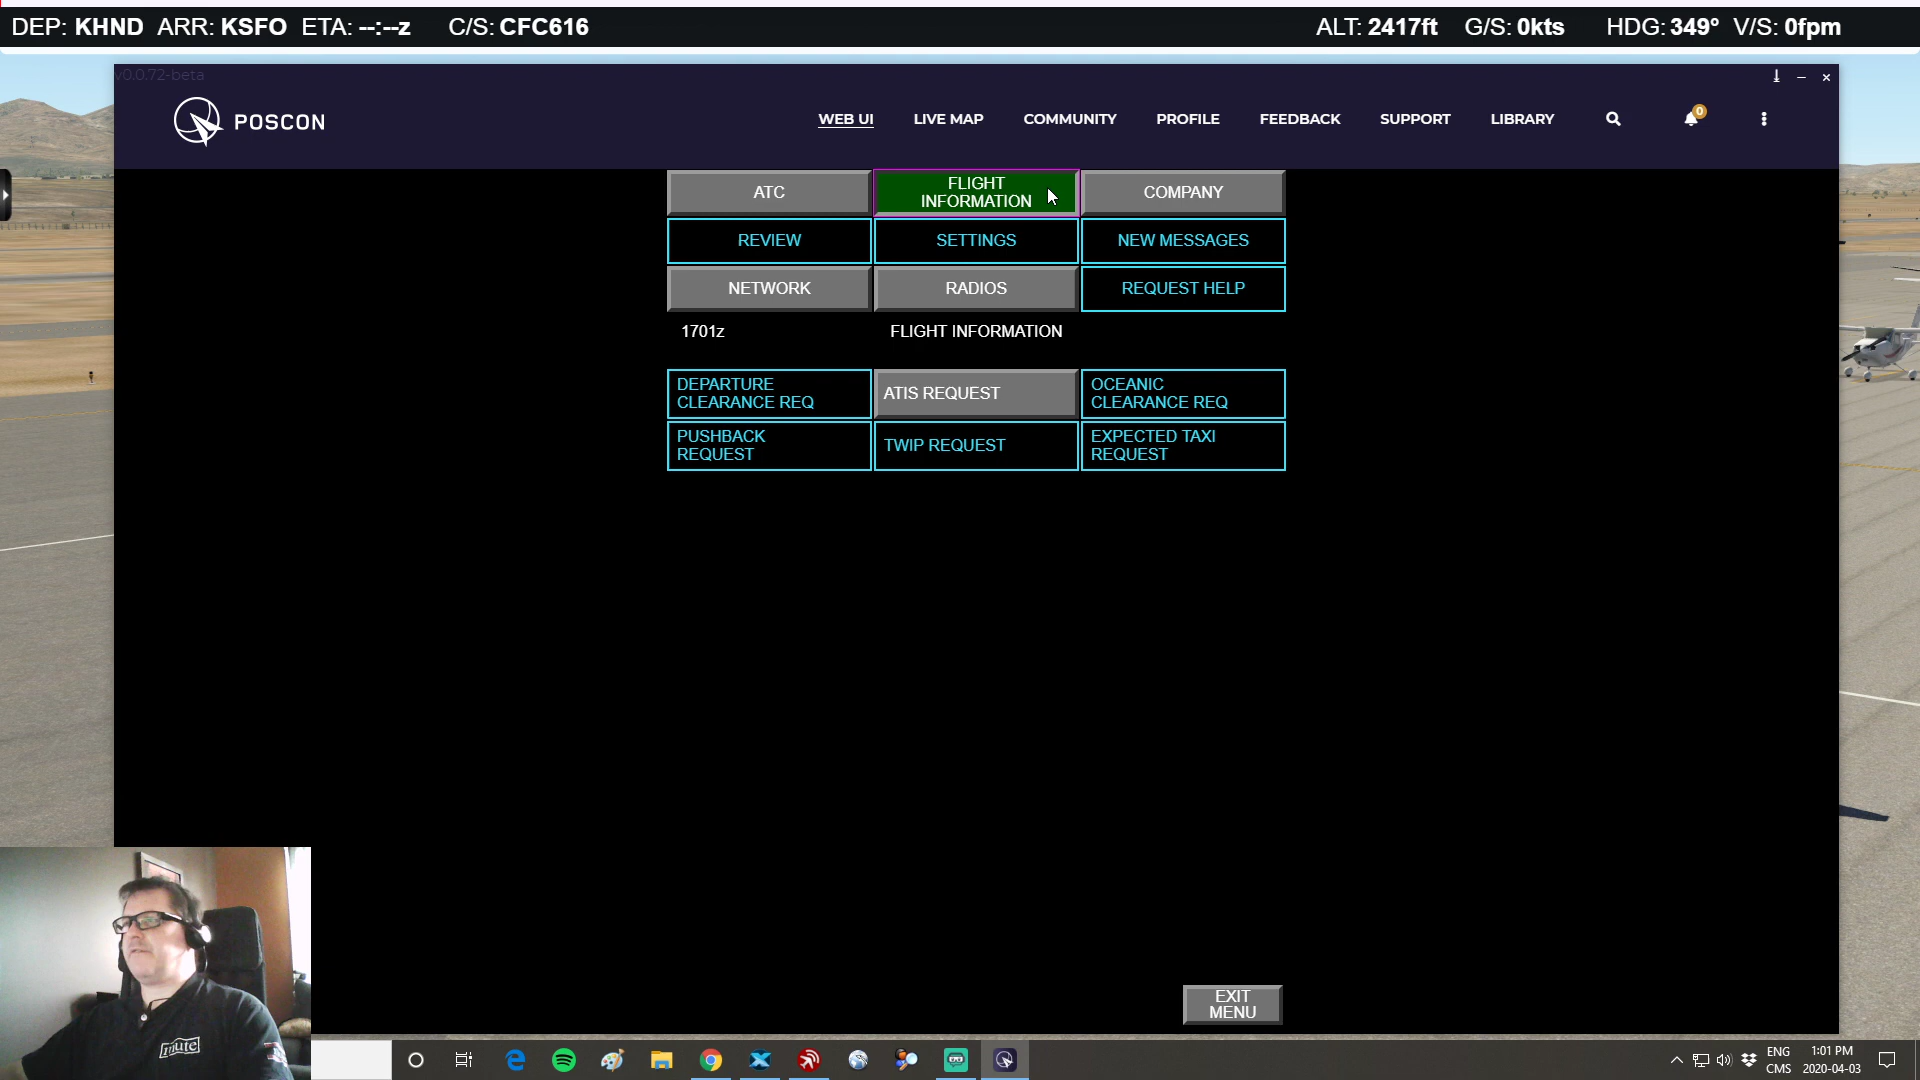 DEP: KHND ARR: KSFO ETA: --:--z C/S: CFC616 ALT: 2417ft G/S: 0kts HDG: 349° V/S: 0fpm
v0.0.72-beta
POSCON WEB UI LIVE MAP COMMUNITY PROFILE FEEDBACK SUPPORT LIBRARY 0
ATC FLIGHT INFORMATION COMPANY
REVIEW SETTINGS NEW MESSAGES
NETWORK RADIOS REQUEST HELP
1701z FLIGHT INFORMATION
DEPARTURE
CLEARANCE REQ
ATIS REQUEST
OCEANIC
CLEARANCE REQ
PUSHBACK
REQUEST
TWIP REQUEST
EXPECTED TAXI
REQUEST
EXIT
MENU
mute
ENG
CMS
1:01 PM
2020-04-03